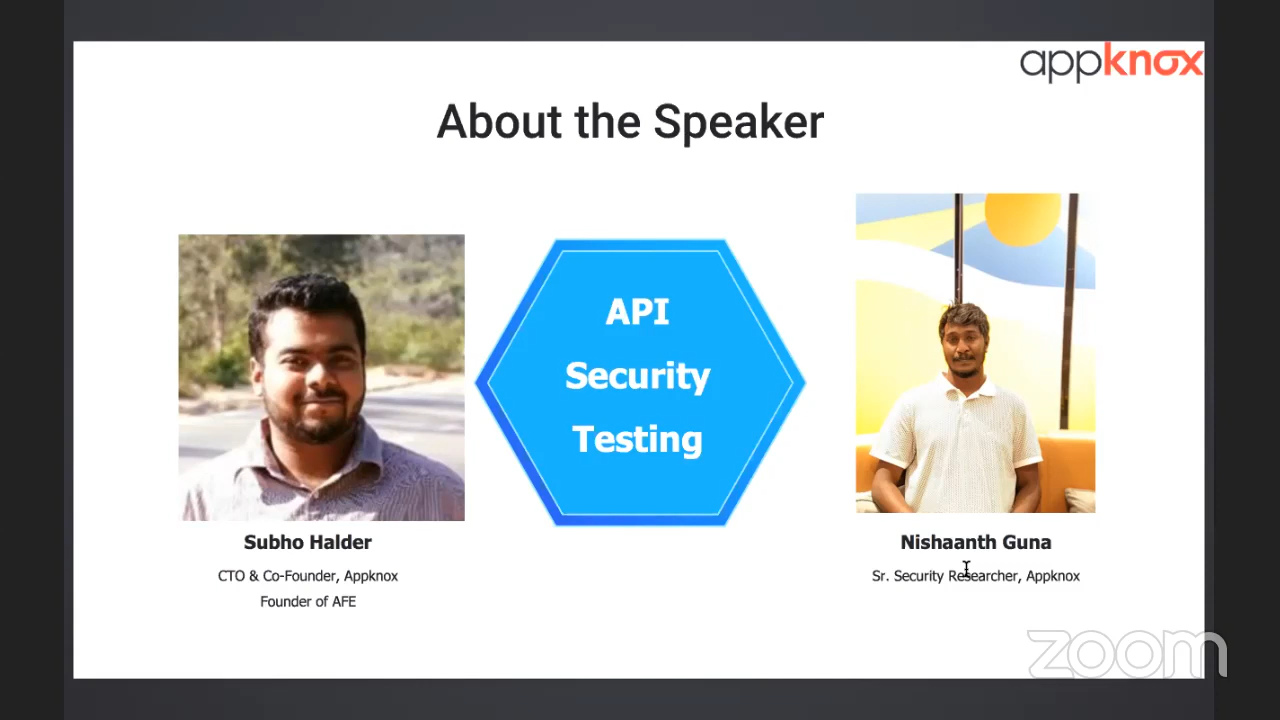 appknox
About the Speaker
API
Security
Testing
Subho Halder
CTO & Co-Founder, Appknox
Founder of AFE
Nishaanth Guna
Sr. Security Researcher, Appknox
zoom